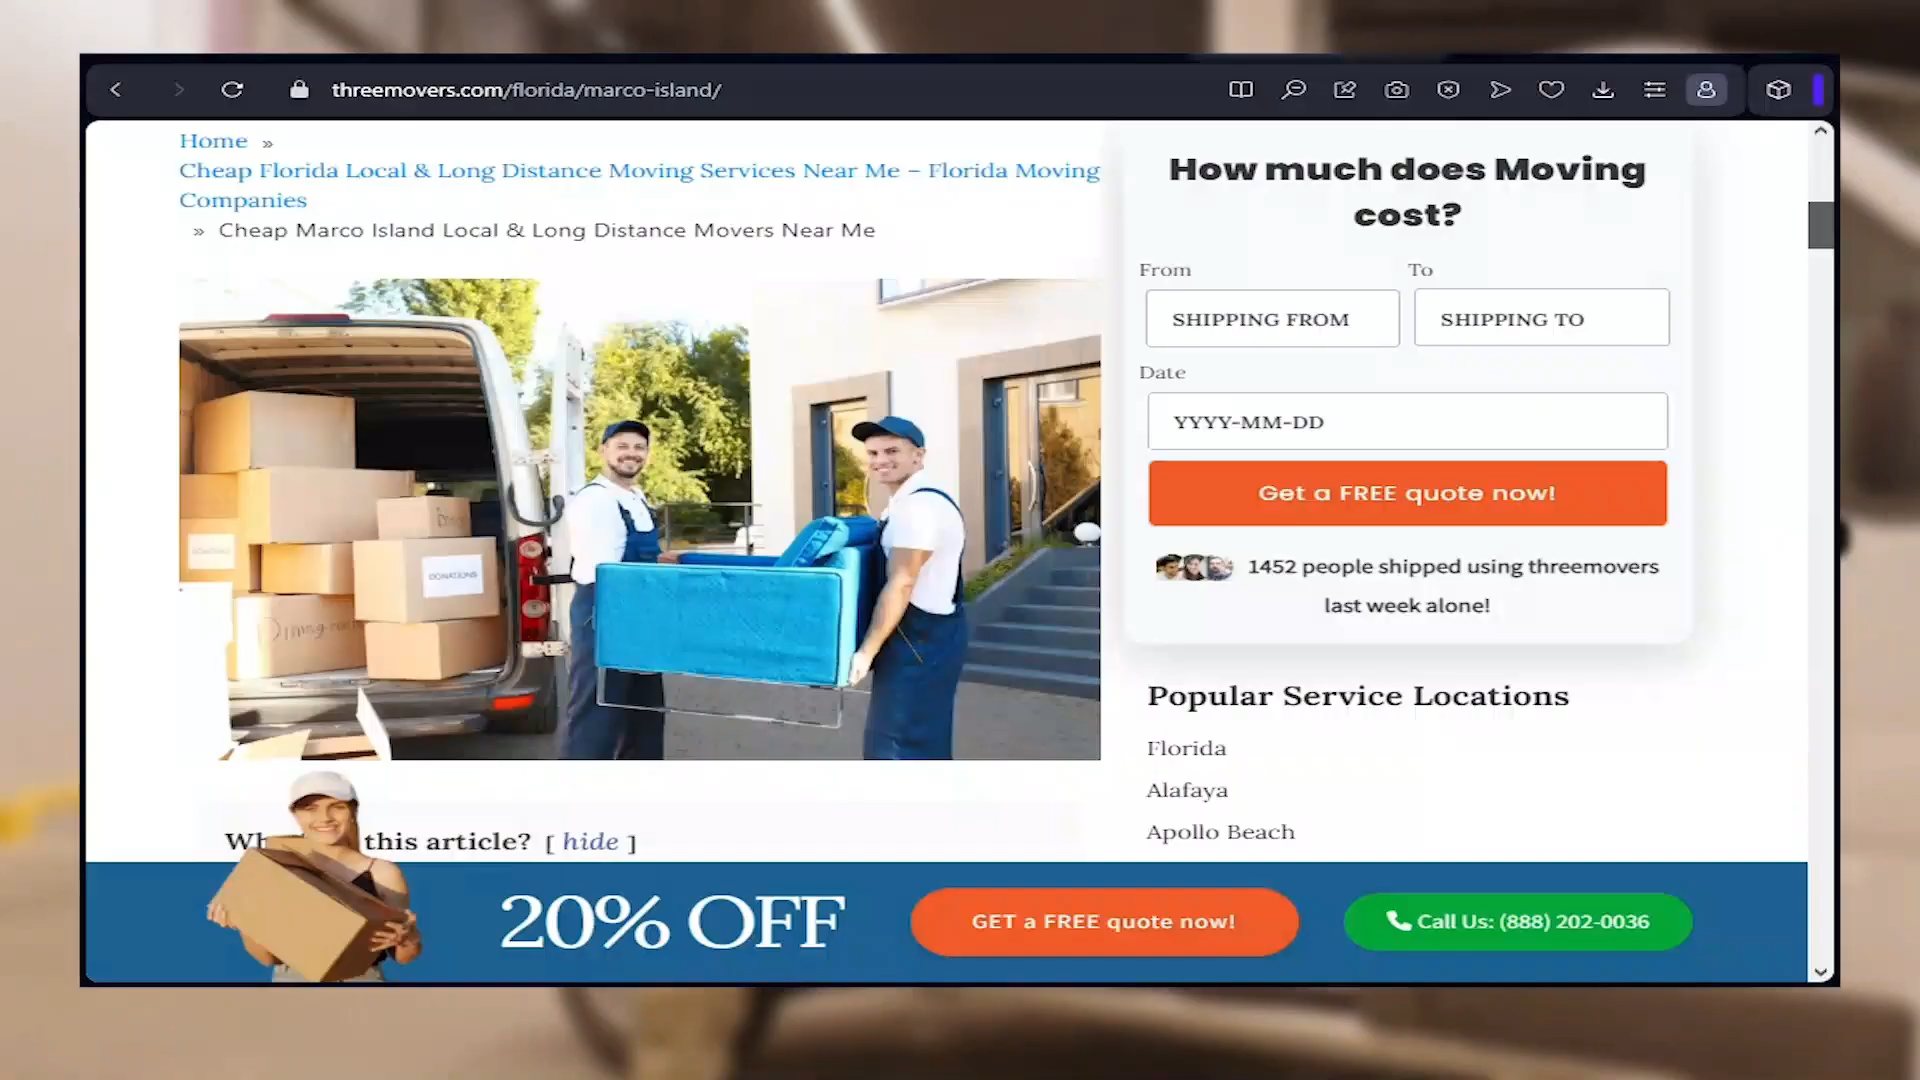 threemovers.com/florida/marco-island/
Home »
Cheap Florida Local & Long Distance Moving Services Near Me – Florida Moving
Companies
» Cheap Marco Island Local & Long Distance Movers Near Me
DONATIONS
How much does Moving
cost?
From To
SHIPPING FROM SHIPPING TO
Date
YYYY-MM-DD
Get a FREE quote now!
1452 people shipped using threemovers
last week alone!
Popular Service Locations
Florida
Alafaya
Apollo Beach
this article? [ hide ]
20% OFF
GET a FREE quote now!
Call Us: (888) 202-0036